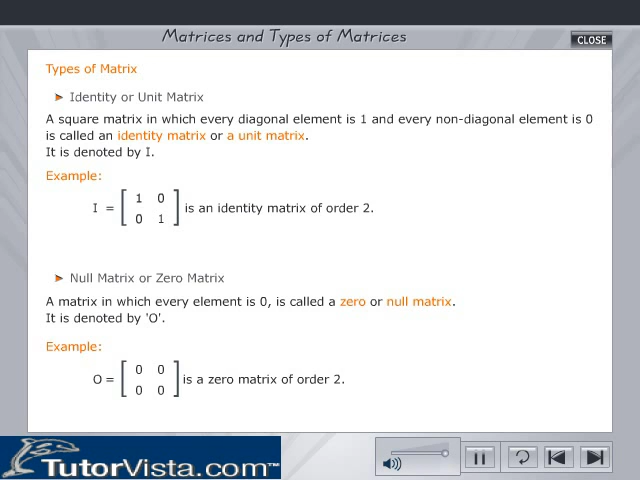 Matrices and Types of Matrices
CLOSE
Types of Matrix
Identity or Unit Matrix
A square matrix in which every diagonal element is 1 and every non-diagonal element is 0
is called an identity matrix or a unit matrix.
It is denoted by I.
Example:
I = [ 1 0
0 1 ] is an identity matrix of order 2.
Null Matrix or Zero Matrix
A matrix in which every element is 0, is called a zero or null matrix.
It is denoted by 'O'.
Example:
O = [ 0 0
0 0 ] is a zero matrix of order 2.
TutorVista.com™